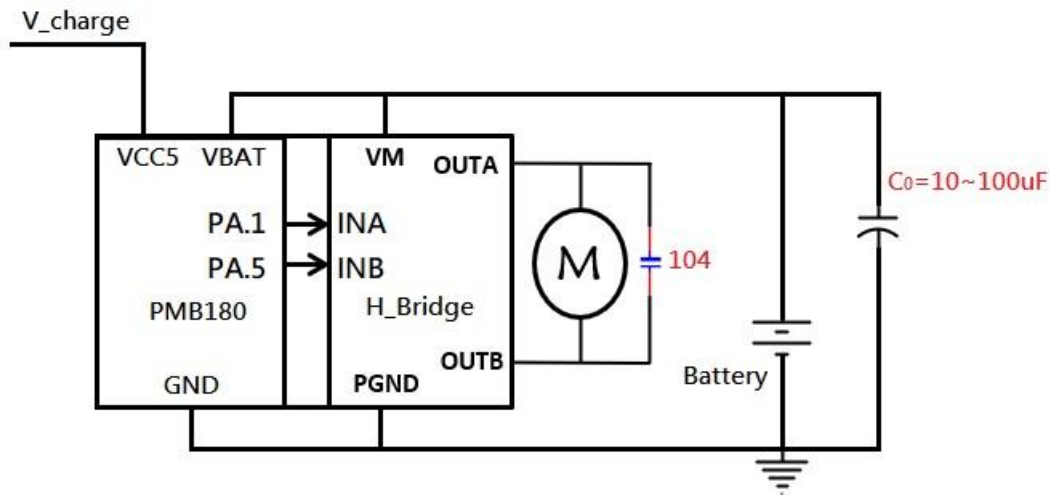 V_charge
VCC5 VBAT VM OUTA
C₀=10~100uF
PA.1 INA
PA.5 INB M 104
PMB180 H_Bridge
OUTB
GND PGND Battery